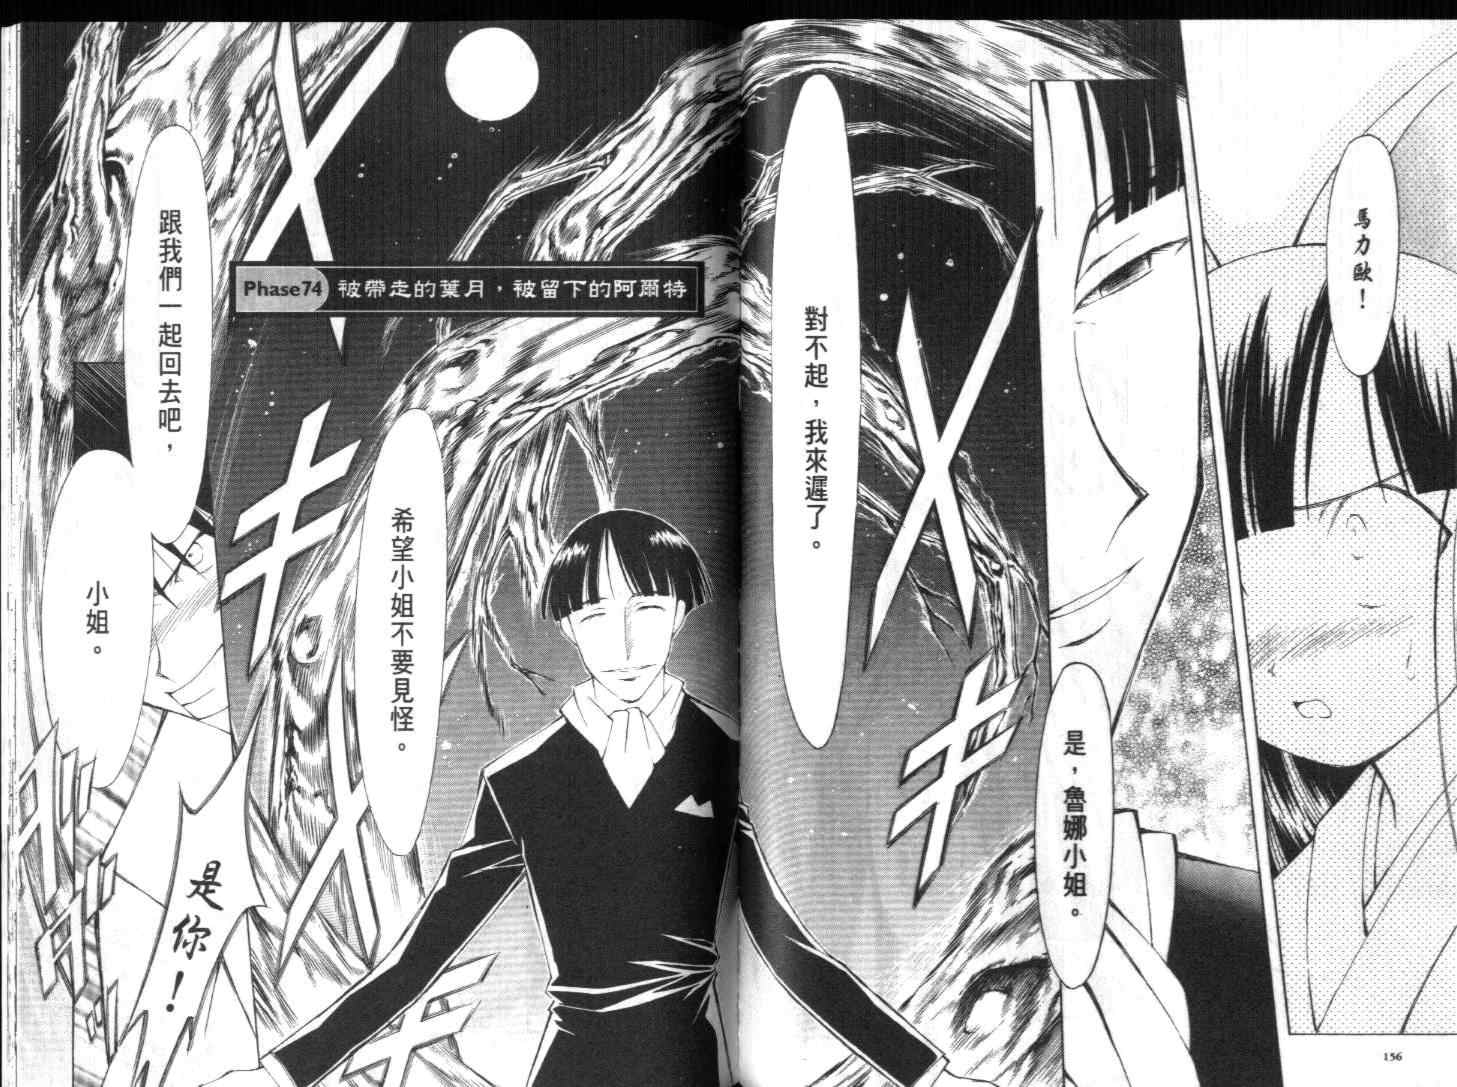 馬力歐！
是，魯娜小姐。
對不起，我來遲了。
Phase74 被帶走的葉月，被留下的阿爾特
希望小姐不要見怪。
跟我們一起回去吧，
小姐。
是你！
156